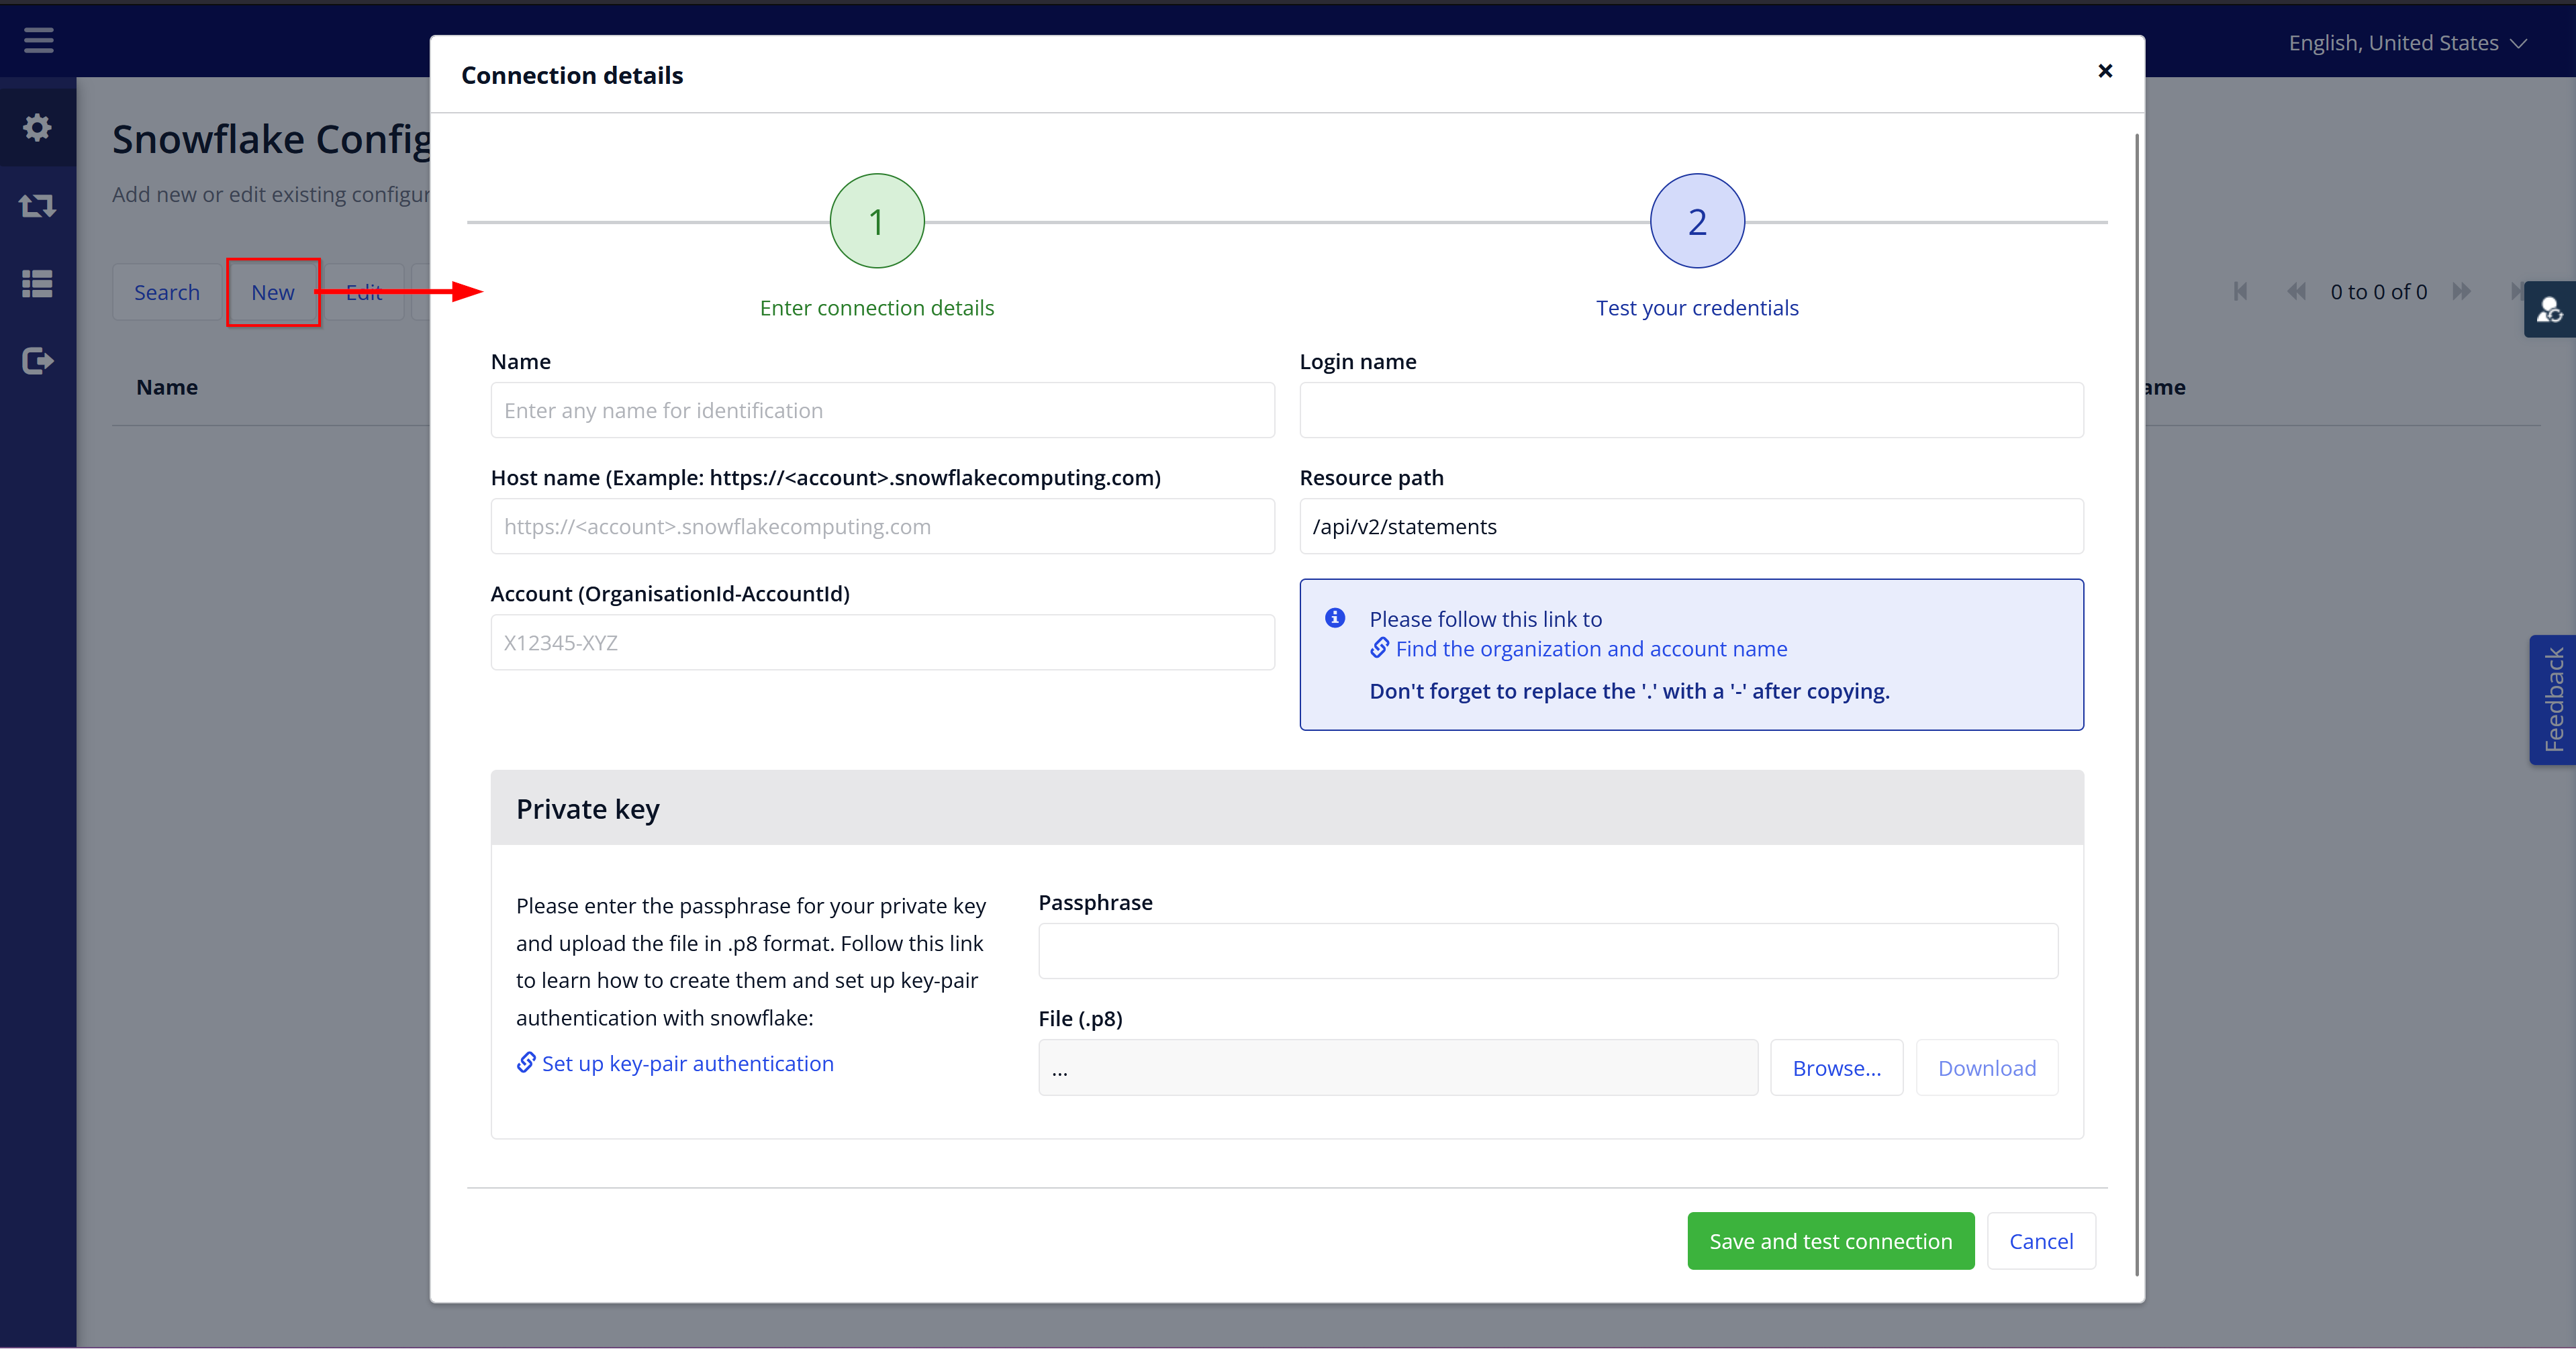 English, United States
Connection details
Snowflake Config
Add new or edit existing configur
1
2
Enter connection details
Test your credentials
Search
New
Edit
0 to 0 of 0
Name
Login name
Enter any name for identification
Name
ame
Host name (Example: https://<account>.snowflakecomputing.com)
Resource path
https://<account>.snowflakecomputing.com
/api/v2/statements
Account (OrganisationId-AccountId)
X12345-XYZ
Please follow this link to
Find the organization and account name
Don't forget to replace the '.' with a '-' after copying.
Feedback
Private key
Please enter the passphrase for your private key
and upload the file in .p8 format. Follow this link
to learn how to create them and set up key-pair
authentication with snowflake:
Set up key-pair authentication
Passphrase
File (.p8)
...
Browse...
Download
Save and test connection
Cancel